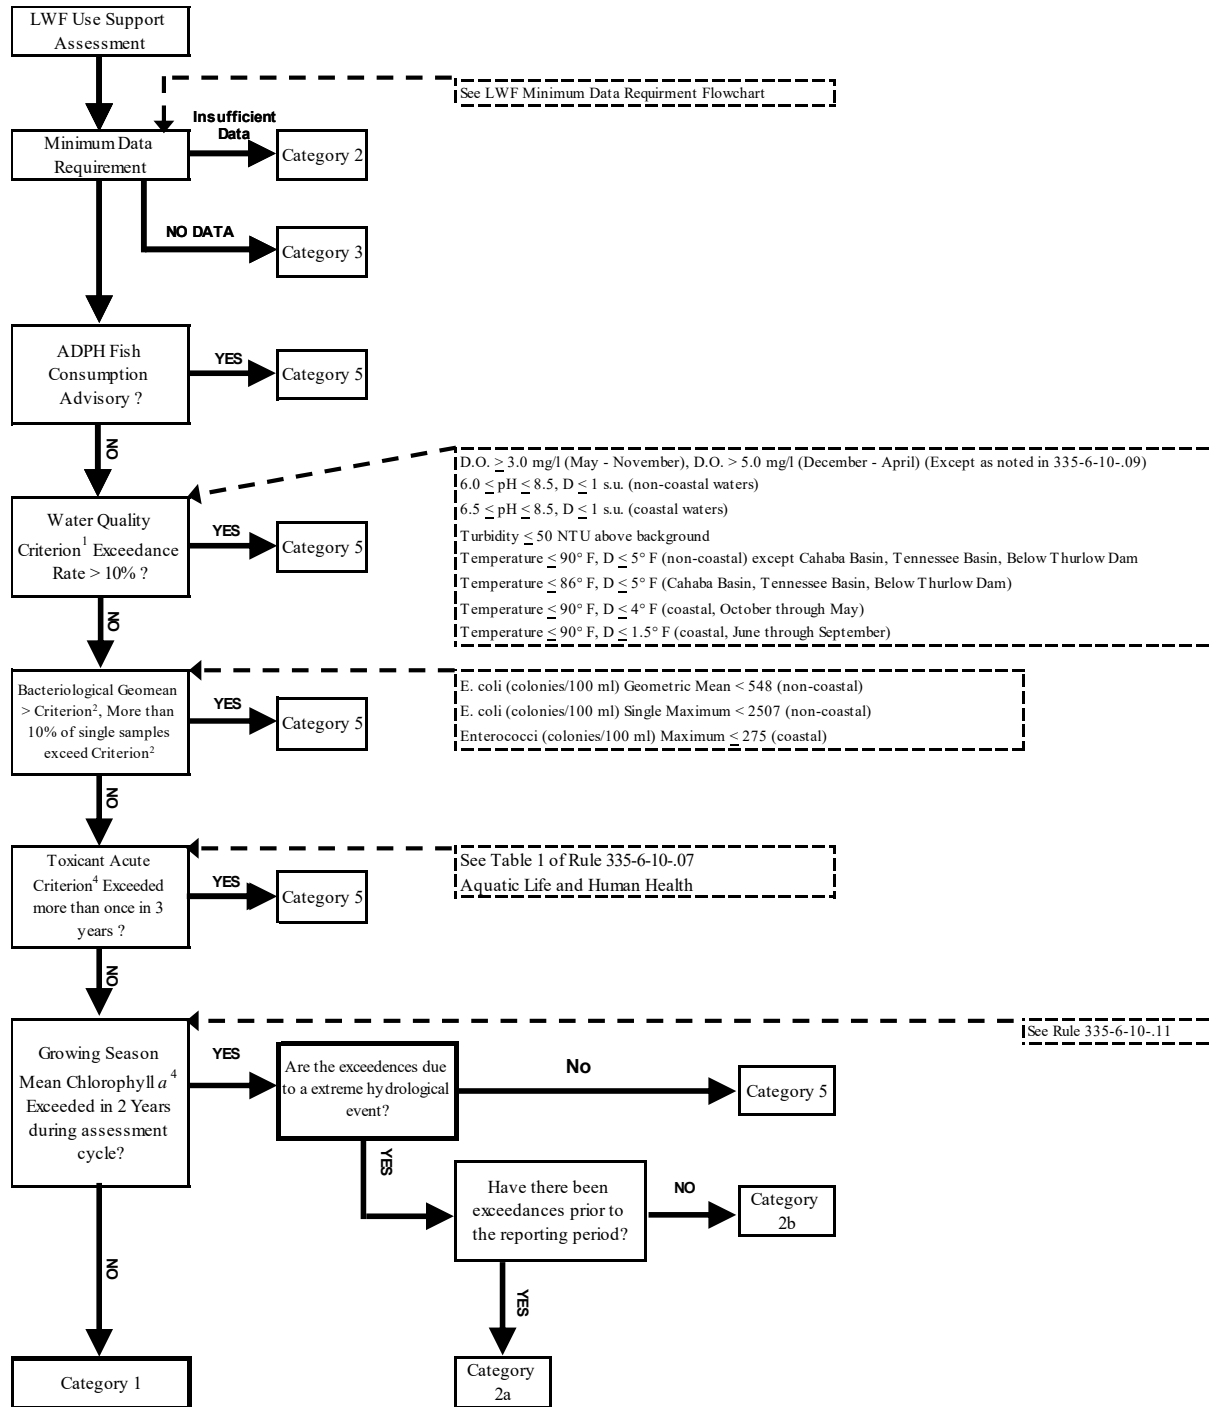 LWF Use Support
Assessment
See LWF Minimum Data Requirment Flowchart
Insufficient
Data
Minimum Data
Requirement
Category 2
NO DATA
Category 3
ADPH Fish
Consumption
Advisory ?
YES
Category 5
NO
D.O. ≥ 3.0 mg/l (May - November), D.O. > 5.0 mg/l (December - April) (Except as noted in 335-6-10-.09)
6.0 ≤ pH ≤ 8.5, D ≤ 1 s.u. (non-coastal waters)
6.5 ≤ pH ≤ 8.5, D ≤ 1 s.u. (coastal waters)
Turbidity ≤ 50 NTU above background
Temperature ≤ 90° F, D ≤ 5° F (non-coastal) except Cahaba Basin, Tennessee Basin, Below Thurlow Dam
Temperature ≤ 86° F, D ≤ 5° F (Cahaba Basin, Tennessee Basin, Below Thurlow Dam)
Temperature ≤ 90° F, D ≤ 4° F (coastal, October through May)
Temperature ≤ 90° F, D ≤ 1.5° F (coastal, June through September)
Water Quality
Criterion¹ Exceedance
Rate > 10% ?
YES
Category 5
NO
Bacteriological Geomean
> Criterion², More than
10% of single samples
exceed Criterion²
YES
Category 5
E. coli (colonies/100 ml) Geometric Mean < 548 (non-coastal)
E. coli (colonies/100 ml) Single Maximum < 2507 (non-coastal)
Enterococci (colonies/100 ml) Maximum ≤ 275 (coastal)
NO
Toxicant Acute
Criterion⁴ Exceeded
more than once in 3
years ?
YES
Category 5
See Table 1 of Rule 335-6-10-.07
Aquatic Life and Human Health
NO
See Rule 335-6-10-.11
Growing Season
Mean Chlorophyll a ⁴
Exceeded in 2 Years
during assessment
cycle?
YES
Are the exceedences due
to a extreme hydrological
event?
No
Category 5
YES
Have there been
exceedances prior to
the reporting period?
NO
Category
2b
NO
YES
Category 1
Category
2a